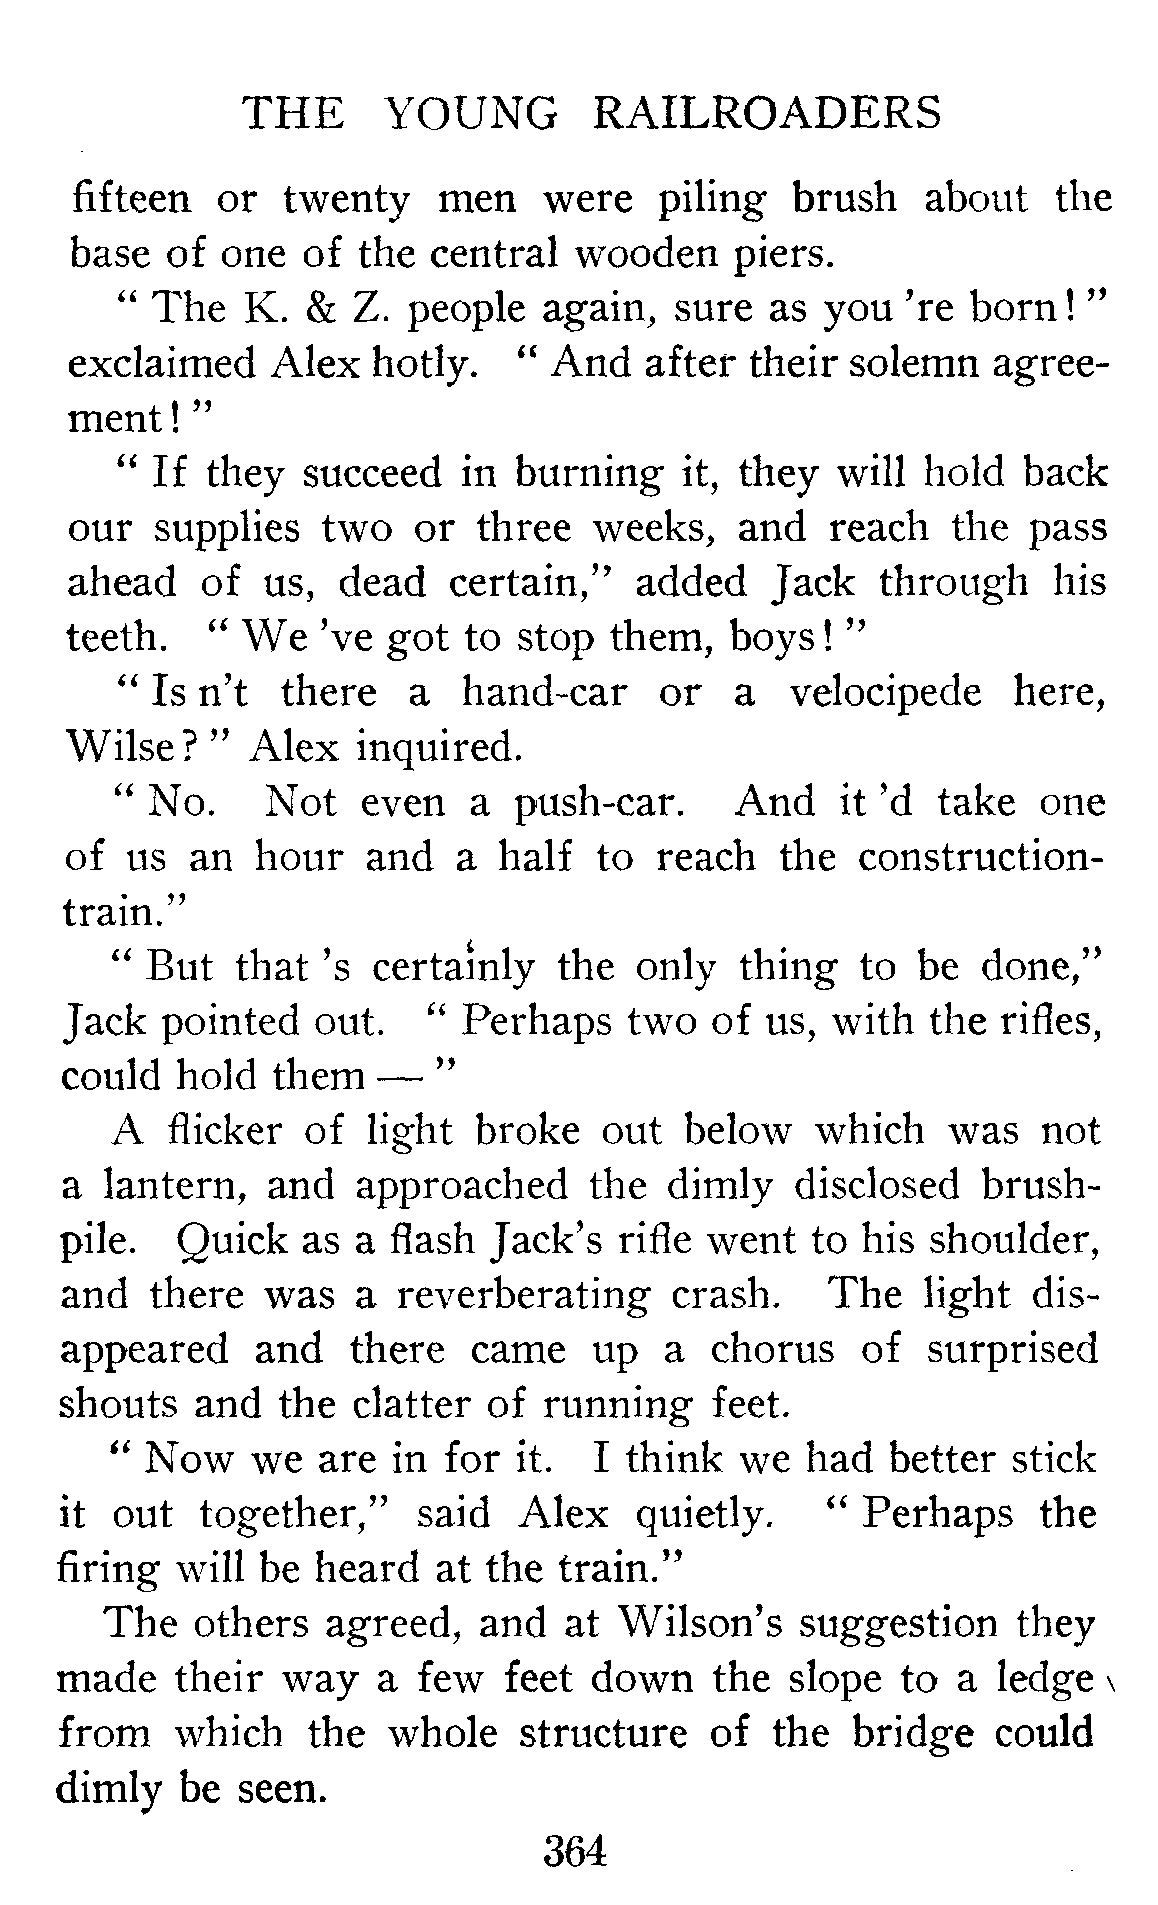 THE YOUNG RAILROADERS
fifteen or twenty men were piling brush about the
base of one of the central wooden piers.
“ The K. & Z. people again, sure as you ’re born! ”
exclaimed Alex hotly. “ And after their solemn agree-
ment! ”
“ If they succeed in burning it, they will hold back
our supplies two or three weeks, and reach the pass
ahead of us, dead certain,” added Jack through his
teeth. “ We ’ve got to stop them, boys! ”
“ Is n’t there a hand-car or a velocipede here,
Wilse? ” Alex inquired.
“ No. Not even a push-car. And it ’d take one
of us an hour and a half to reach the construction-
train.”
“ But that ’s certainly the only thing to be done,”
Jack pointed out. “ Perhaps two of us, with the rifles,
could hold them — ”
A flicker of light broke out below which was not
a lantern, and approached the dimly disclosed brush-
pile. Quick as a flash Jack’s rifle went to his shoulder,
and there was a reverberating crash. The light dis-
appeared and there came up a chorus of surprised
shouts and the clatter of running feet.
“ Now we are in for it. I think we had better stick
it out together,” said Alex quietly. “ Perhaps the
firing will be heard at the train.”
The others agreed, and at Wilson’s suggestion they
made their way a few feet down the slope to a ledge
from which the whole structure of the bridge could
dimly be seen.
364